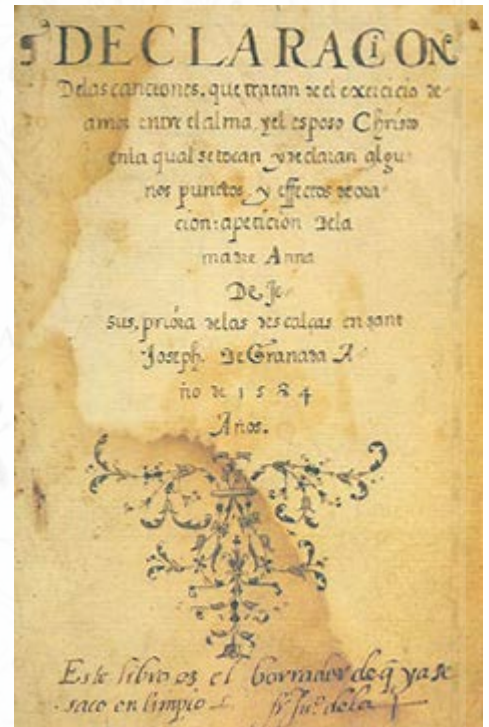 DECLARACiON
Delas canciones. que tratan de el exercicio de
amor entre el alma, y el esposo Christo
enla qual se tocan y declaran algu
nos punctos y effectos de ora
cion: a peticion dela
madre Anna
De Je
sus, priora delas descalças en sant
Joseph. De Granada A
ño de 1584
Años.
Este libro es el borrador de q̃ ya se
saco en limpio
fr Juº dela +